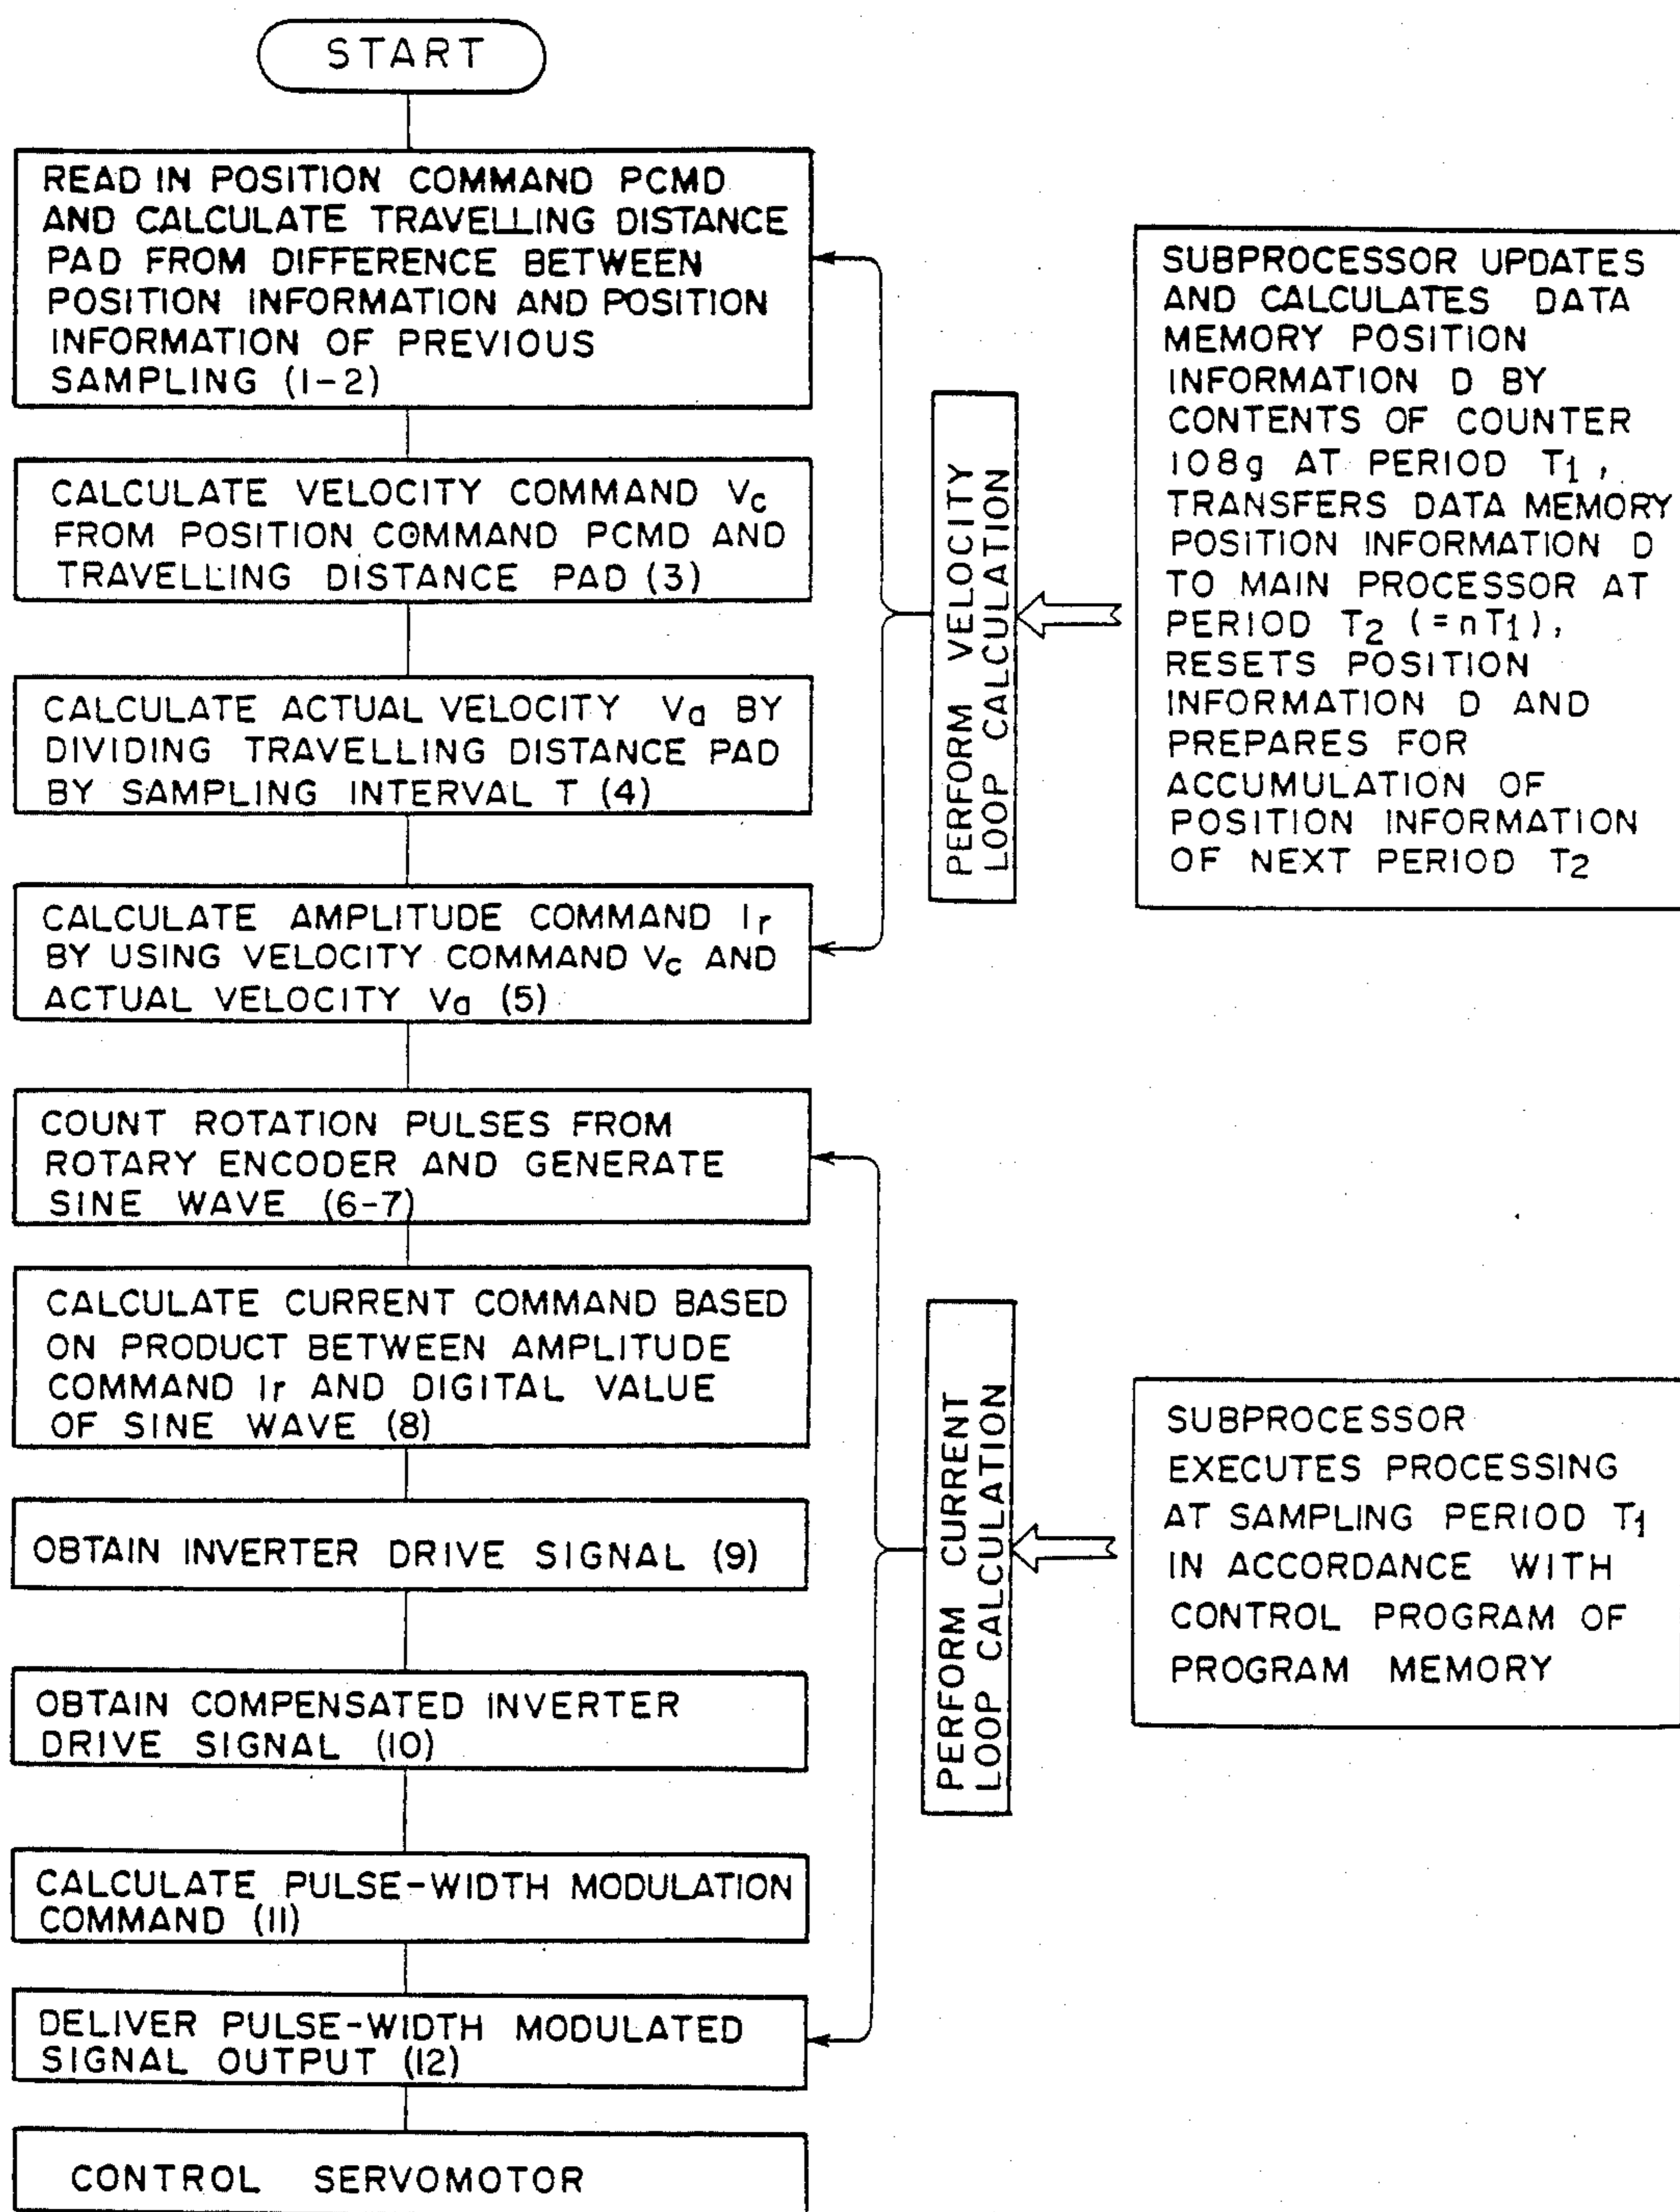 START
READ IN POSITION COMMAND PCMD
AND CALCULATE TRAVELLING DISTANCE
PAD FROM DIFFERENCE BETWEEN
POSITION INFORMATION AND POSITION
INFORMATION OF PREVIOUS
SAMPLING (1-2)
CALCULATE VELOCITY COMMAND Vc
FROM POSITION COMMAND PCMD AND
TRAVELLING DISTANCE PAD (3)
CALCULATE ACTUAL VELOCITY Va BY
DIVIDING TRAVELLING DISTANCE PAD
BY SAMPLING INTERVAL T (4)
CALCULATE AMPLITUDE COMMAND Ir
BY USING VELOCITY COMMAND Vc AND
ACTUAL VELOCITY Va (5)
PERFORM VELOCITY
LOOP CALCULATION
SUBPROCESSOR UPDATES
AND CALCULATES DATA
MEMORY POSITION
INFORMATION D BY
CONTENTS OF COUNTER
108g AT PERIOD T1,
TRANSFERS DATA MEMORY
POSITION INFORMATION D
TO MAIN PROCESSOR AT
PERIOD T2 (=nT1),
RESETS POSITION
INFORMATION D AND
PREPARES FOR
ACCUMULATION OF
POSITION INFORMATION
OF NEXT PERIOD T2
COUNT ROTATION PULSES FROM
ROTARY ENCODER AND GENERATE
SINE WAVE (6-7)
CALCULATE CURRENT COMMAND BASED
ON PRODUCT BETWEEN AMPLITUDE
COMMAND Ir AND DIGITAL VALUE
OF SINE WAVE (8)
OBTAIN INVERTER DRIVE SIGNAL (9)
OBTAIN COMPENSATED INVERTER
DRIVE SIGNAL (10)
CALCULATE PULSE-WIDTH MODULATION
COMMAND (11)
DELIVER PULSE-WIDTH MODULATED
SIGNAL OUTPUT (12)
PERFORM CURRENT
LOOP CALCULATION
SUBPROCESSOR
EXECUTES PROCESSING
AT SAMPLING PERIOD T1
IN ACCORDANCE WITH
CONTROL PROGRAM OF
PROGRAM MEMORY
CONTROL SERVOMOTOR